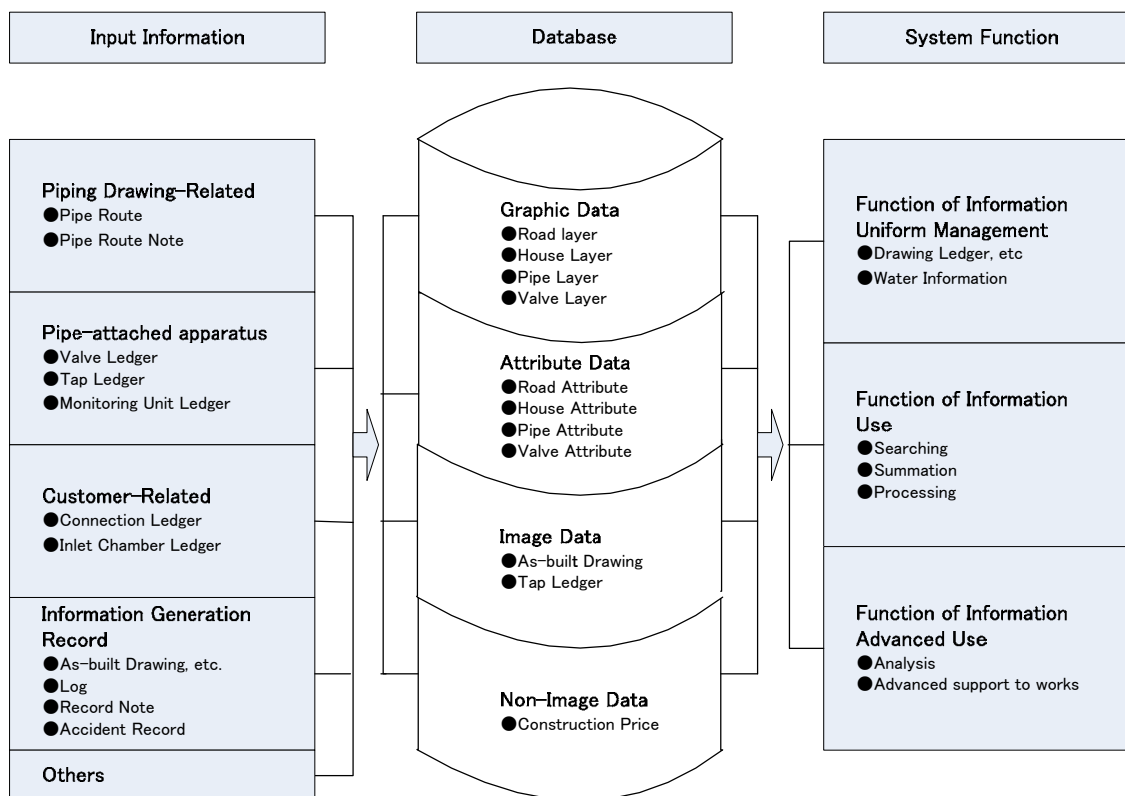 Input Information
Database
System Function
Piping Drawing-Related
●Pipe Route
●Pipe Route Note
Pipe-attached apparatus
●Valve Ledger
●Tap Ledger
●Monitoring Unit Ledger
Customer-Related
●Connection Ledger
●Inlet Chamber Ledger
Information Generation
Record
●As-built Drawing, etc.
●Log
●Record Note
●Accident Record
Others
Graphic Data
●Road layer
●House Layer
●Pipe Layer
●Valve Layer
Attribute Data
●Road Attribute
●House Attribute
●Pipe Attribute
●Valve Attribute
Image Data
●As-built Drawing
●Tap Ledger
Non-Image Data
●Construction Price
Function of Information
Uniform Management
●Drawing Ledger, etc
●Water Information
Function of Information
Use
●Searching
●Summation
●Processing
Function of Information
Advanced Use
●Analysis
●Advanced support to works